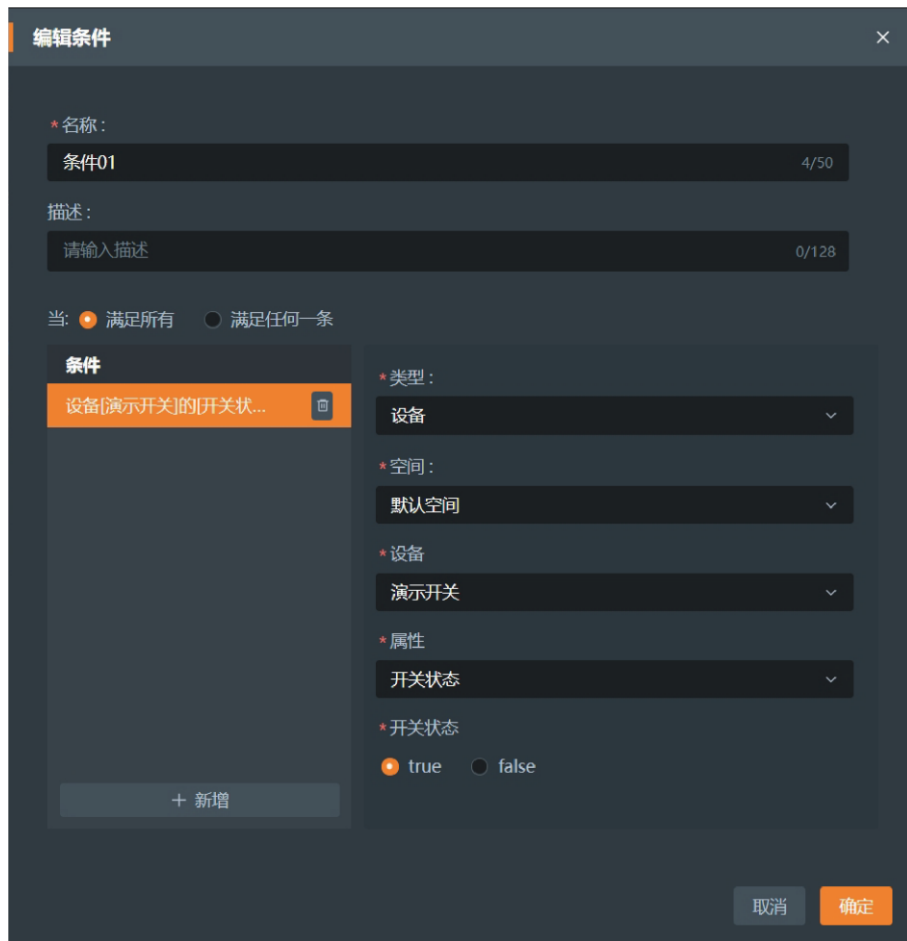 编辑条件
*名称:
条件01 4/50
描述:
请输入描述 0/128
当: 满足所有 满足任何一条
条件
设备[演示开关]的[开关状...
+ 新增
*类型:
设备
*空间:
默认空间
*设备
演示开关
*属性
开关状态
*开关状态
true false
取消 确定